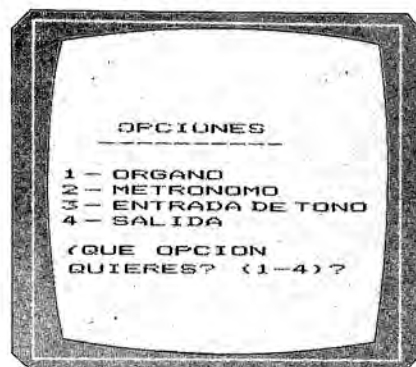 OPCIONES
----------
1 - ORGANO
2 - METRONOMO
3 - ENTRADA DE TONO
4 - SALIDA
¿QUE OPCION
QUIERES? (1-4)?